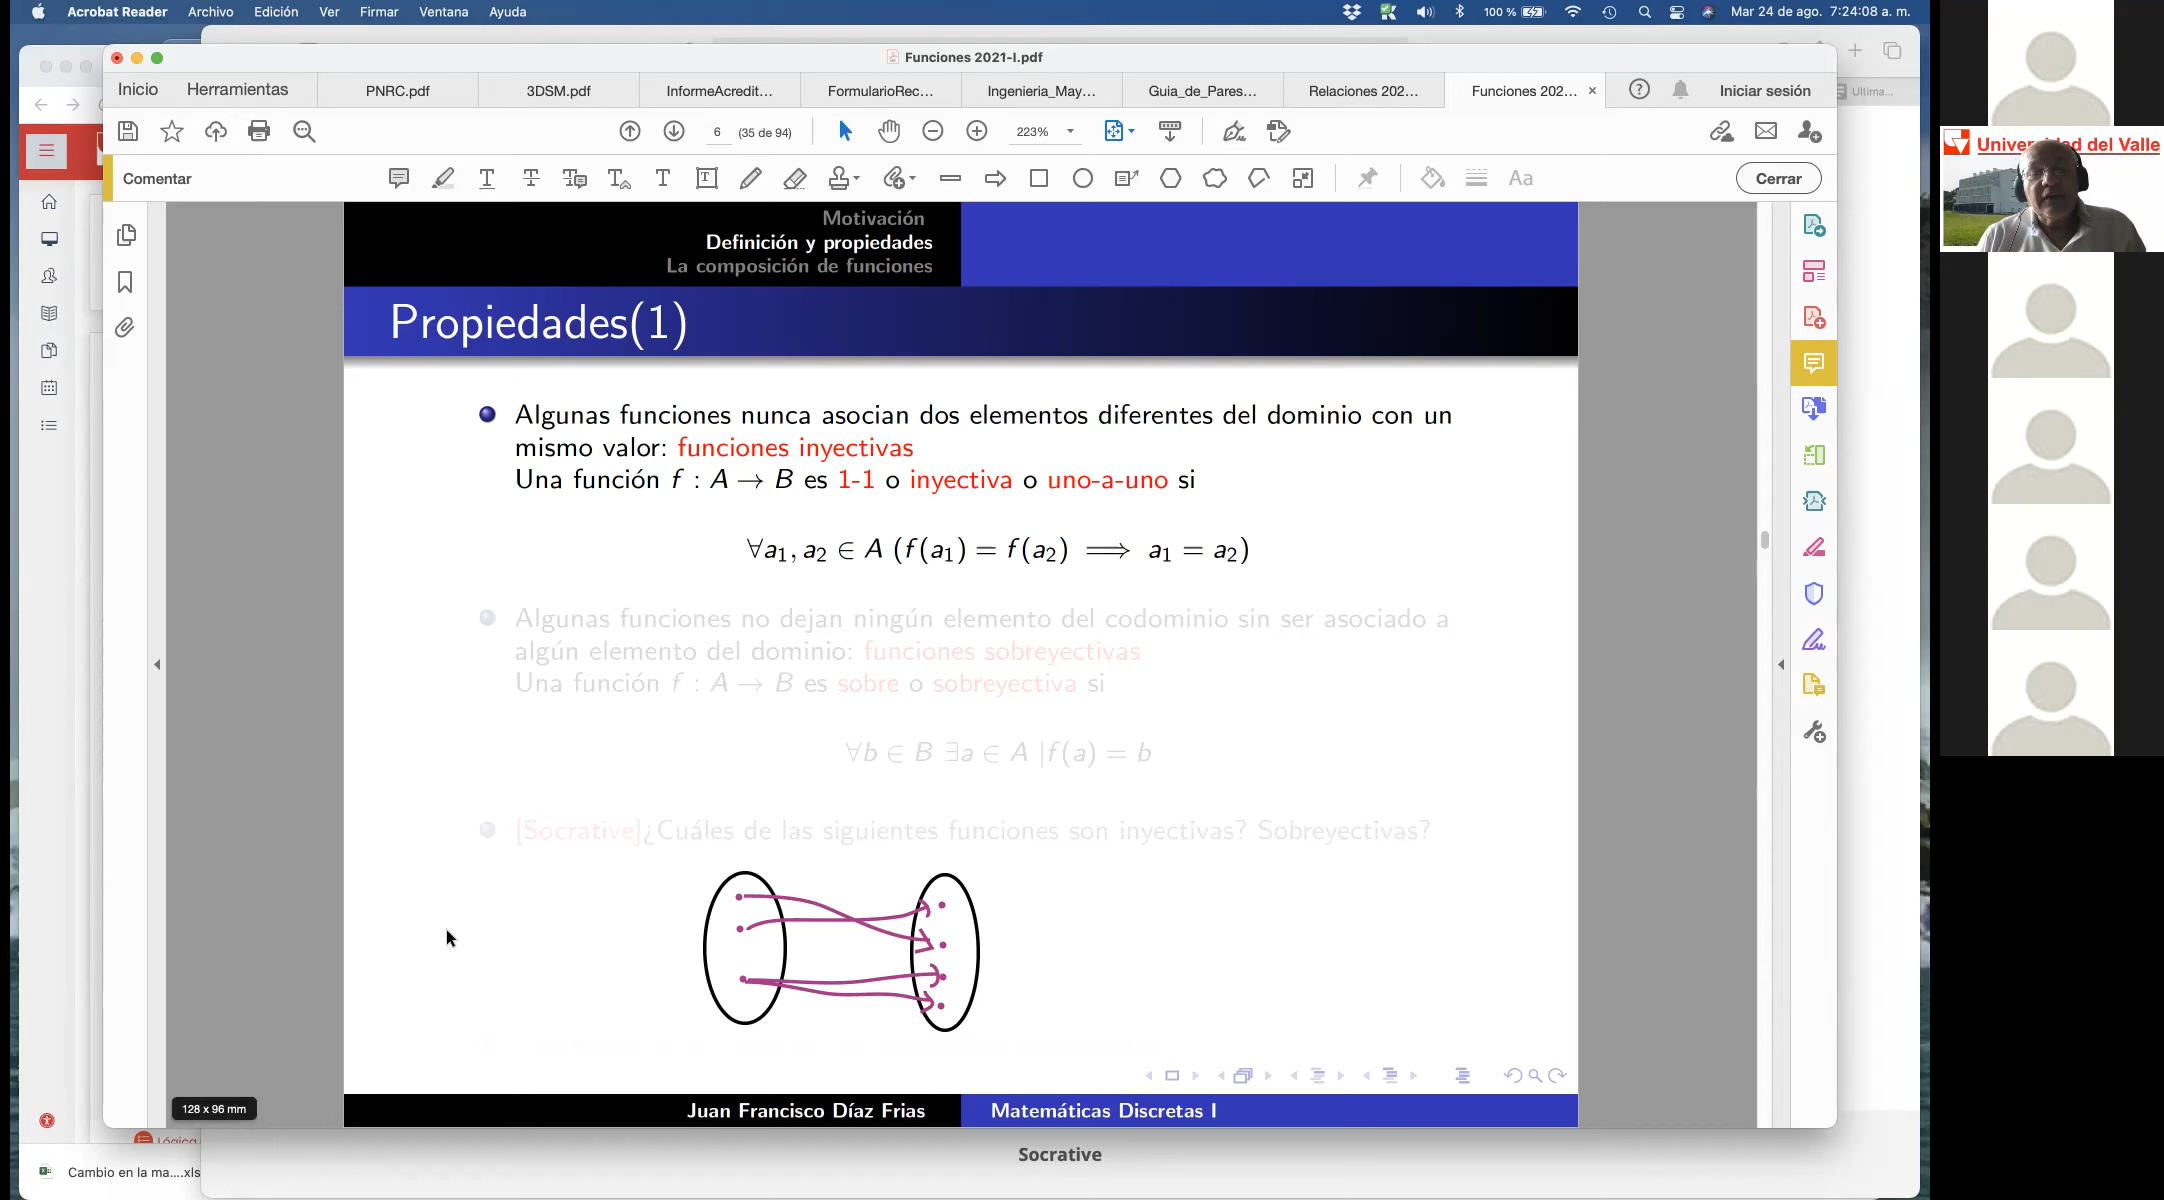 Acrobat Reader Archivo Edición Ver Firmar Ventana Ayuda 100 % Mar 24 de ago. 7:24:08 a. m.
Funciones 2021-I.pdf
Inicio Herramientas PNRC.pdf 3DSM.pdf InformeAcredit... FormularioRec... Ingenieria_May... Guia_de_Pares... Relaciones 202... Funciones 202... × Iniciar sesión
Ultima...
6 (35 de 94) 223%
Comentar Aa Cerrar
Universidad del Valle
Motivación
Definición y propiedades
La composición de funciones
Propiedades(1)
Algunas funciones nunca asocian dos elementos diferentes del dominio con un
mismo valor: funciones inyectivas
Una función f : A → B es 1-1 o inyectiva o uno-a-uno si
∀a₁, a₂ ∈ A (f(a₁) = f(a₂) ⟹ a₁ = a₂)
Algunas funciones no dejan ningún elemento del codominio sin ser asociado a
algún elemento del dominio: funciones sobreyectivas
Una función f : A → B es sobre o sobreyectiva si
∀b ∈ B ∃a ∈ A |f(a) = b
[Socrative]¿Cuáles de las siguientes funciones son inyectivas? Sobreyectivas?
128 x 96 mm
Juan Francisco Díaz Frias Matemáticas Discretas I
Lógica
Socrative
Cambio en la ma....xls